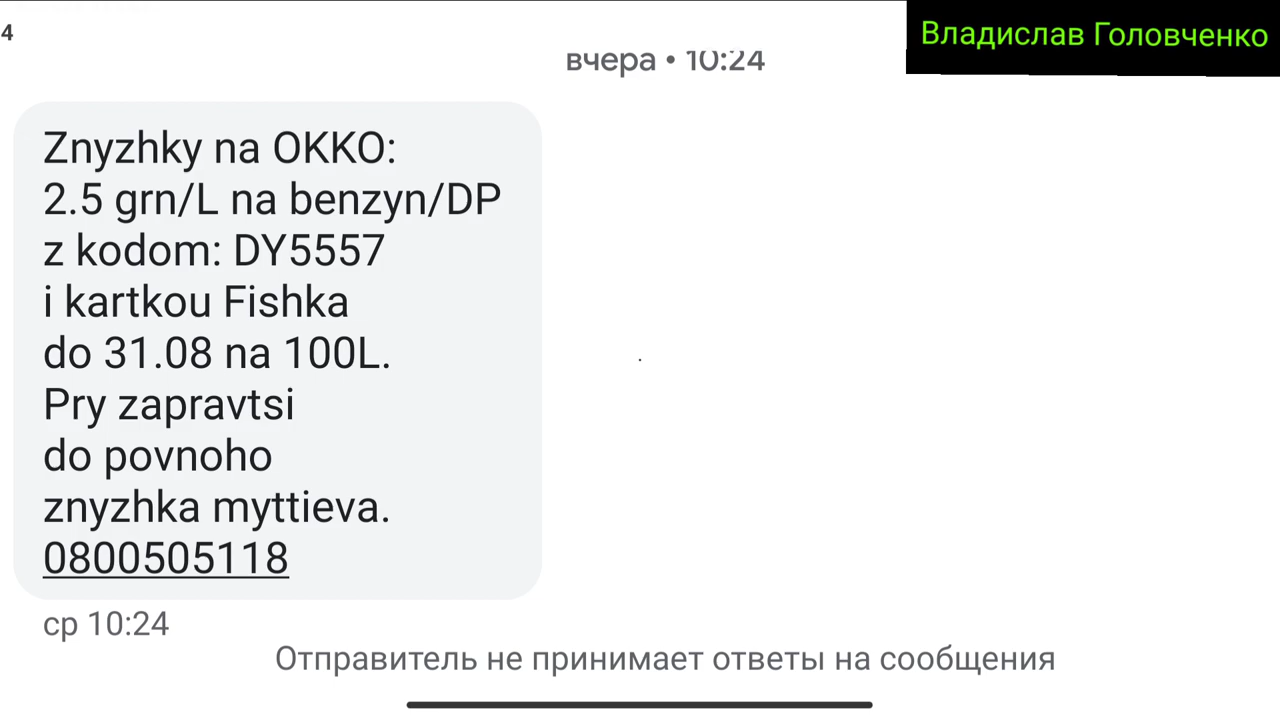 4
Владислав Головченко
вчера • 10:24
Znyzhky na OKKO:
2.5 grn/L na benzyn/DP
z kodom: DY5557
i kartkou Fishka
do 31.08 na 100L.
Pry zapravtsi
do povnoho
znyzhka myttieva.
0800505118
ср 10:24
Отправитель не принимает ответы на сообщения